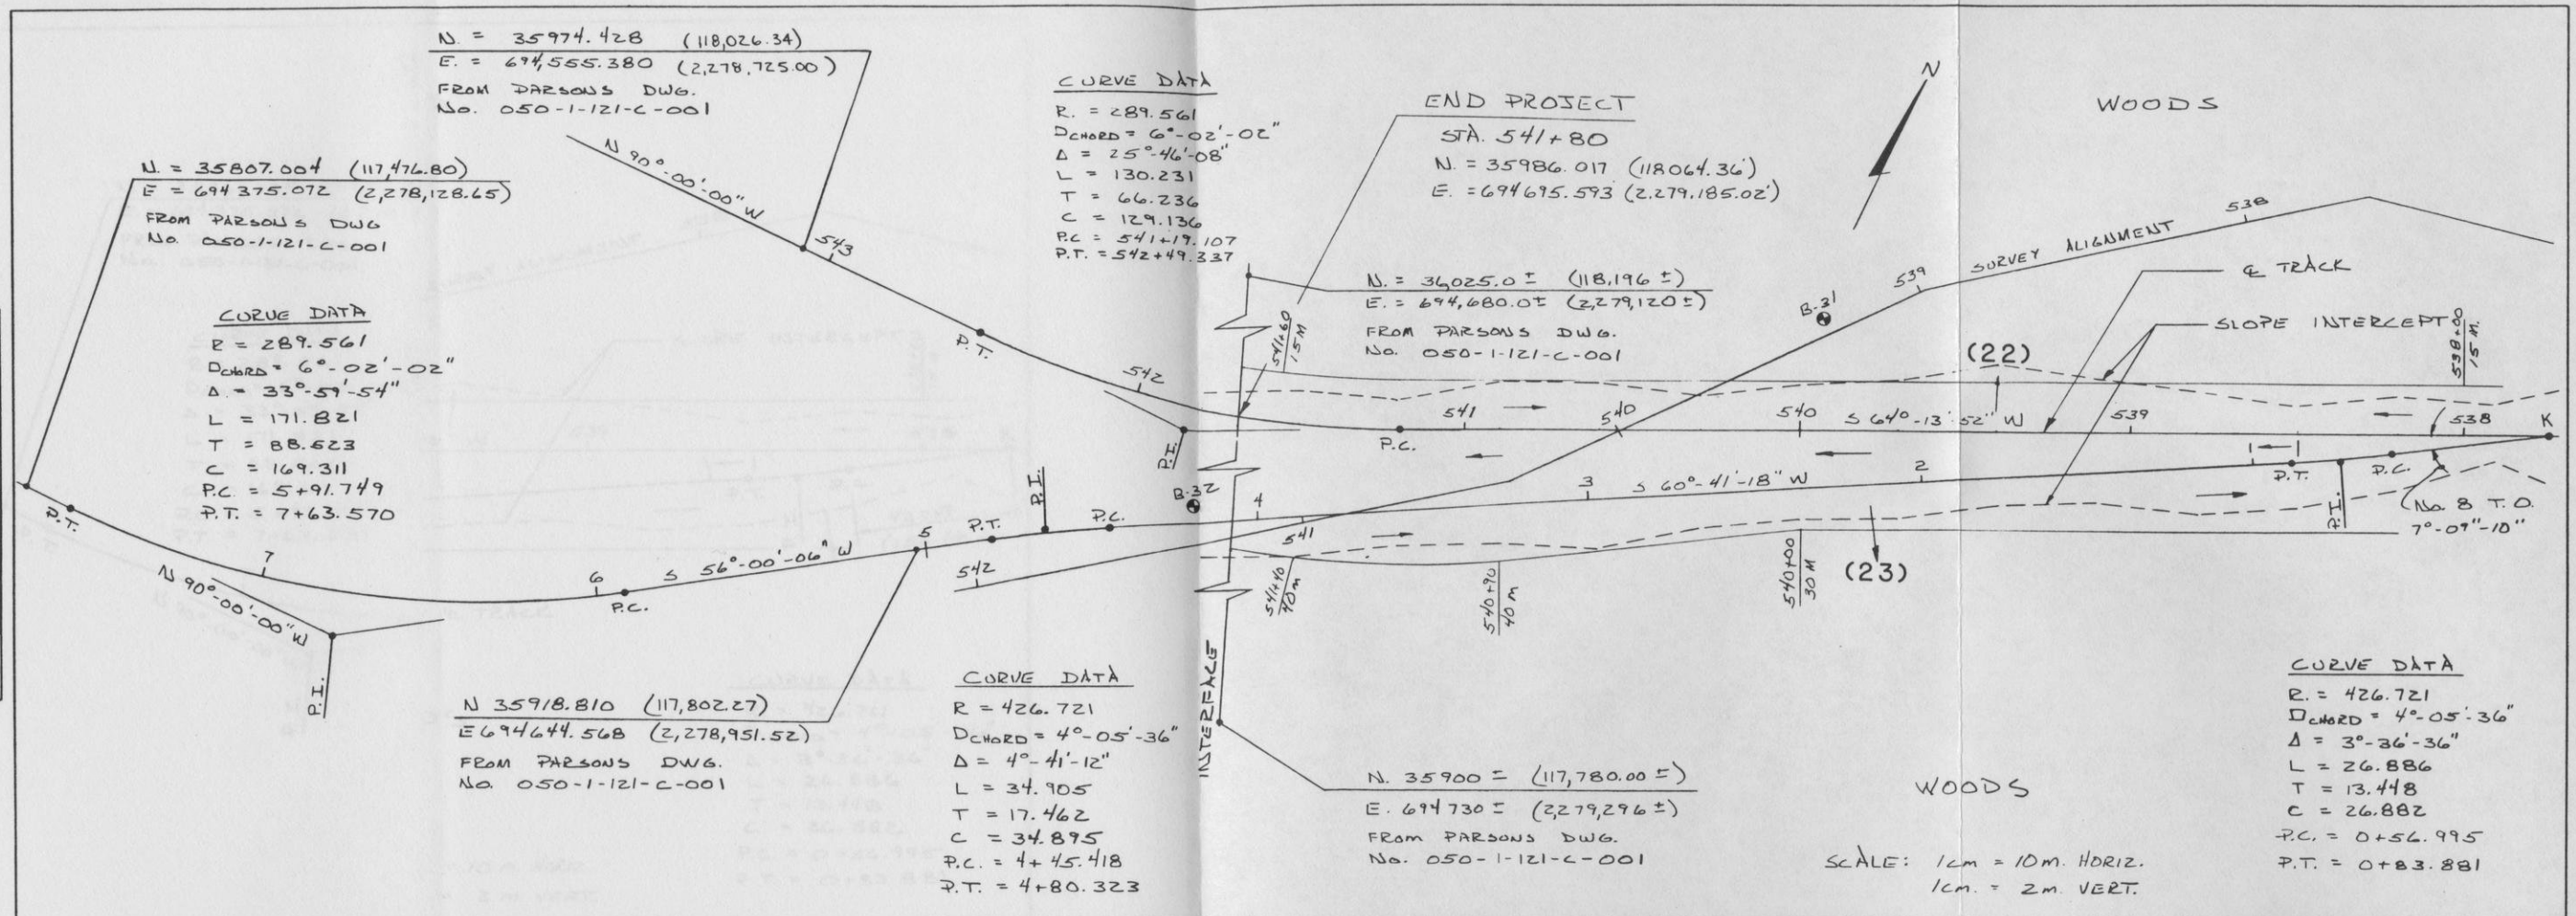 N. = 35974.428 (118,026.34)
E. = 694,555.380 (2,278,725.00)
FROM PARSONS DWG.
No. 050-1-121-C-001
N. = 35807.004 (117,476.80)
E = 694375.072 (2,278,128.65)
FROM PARSONS DWG
No. 050-1-121-C-001
CURVE DATA
R = 289.561
DCHORD = 6°-02'-02"
Δ = 33°-59'-54"
L = 171.821
T = 88.523
C = 169.311
P.C. = 5+91.749
P.T. = 7+63.570
N 90°-00'-00" W
543
P.T.
542
CURVE DATA
R. = 289.561
DCHORD = 6°-02'-02"
Δ = 25°-46'-08"
L = 130.231
T = 66.236
C = 129.136
P.C = 541+19.107
P.T. = 542+49.337
END PROJECT
STA. 541+80
N. = 35986.017 (118064.36')
E. = 694695.593 (2,279,185.02')
N
WOODS
N. = 36,025.0 ± (118,196 ±)
E. = 694,680.0± (2,279,120±)
FROM PARSONS DWG.
No. 050-1-121-C-001
541+60
15 M
B-31
539
SURVEY ALIGNMENT
538
℄ TRACK
SLOPE INTERCEPT
538+00
15 M.
(22)
P.I.
P.C.
541
540
540
S 64°-13'-52" W
539
538
K
P.T.
7
N 90°-00'-00" W
P.I.
6
P.C.
S 56°-00'-06" W
5
P.T.
P.I.
P.C.
B-32
4
3
S 60°-41'-18" W
2
1
P.T.
P.I.
P.C.
No. 8 T.O.
7°-09"-10"
542
541
541+40
40 m
540+90
40 m
540+00
30 M
(23)
INTERFACE
N 35918.810 (117,802.27)
E 694644.568 (2,278,951.52)
FROM PARSONS DWG.
No. 050-1-121-C-001
CURVE DATA
R = 426.721
DCHORD = 4°-05'-36"
Δ = 4°-41'-12"
L = 34.905
T = 17.462
C = 34.895
P.C. = 4+45.418
P.T. = 4+80.323
N. 35900 ± (117,780.00 ±)
E. 694730 ± (2,279,296±)
FROM PARSONS DWG.
No. 050-1-121-C-001
WOODS
SCALE: 1cm = 10m. HORIZ.
1cm. = 2m VERT.
CURVE DATA
R. = 426.721
DCHORD = 4°-05'-36"
Δ = 3°-36'-36"
L = 26.886
T = 13.448
C = 26.882
P.C. = 0+56.995
P.T. = 0+83.881